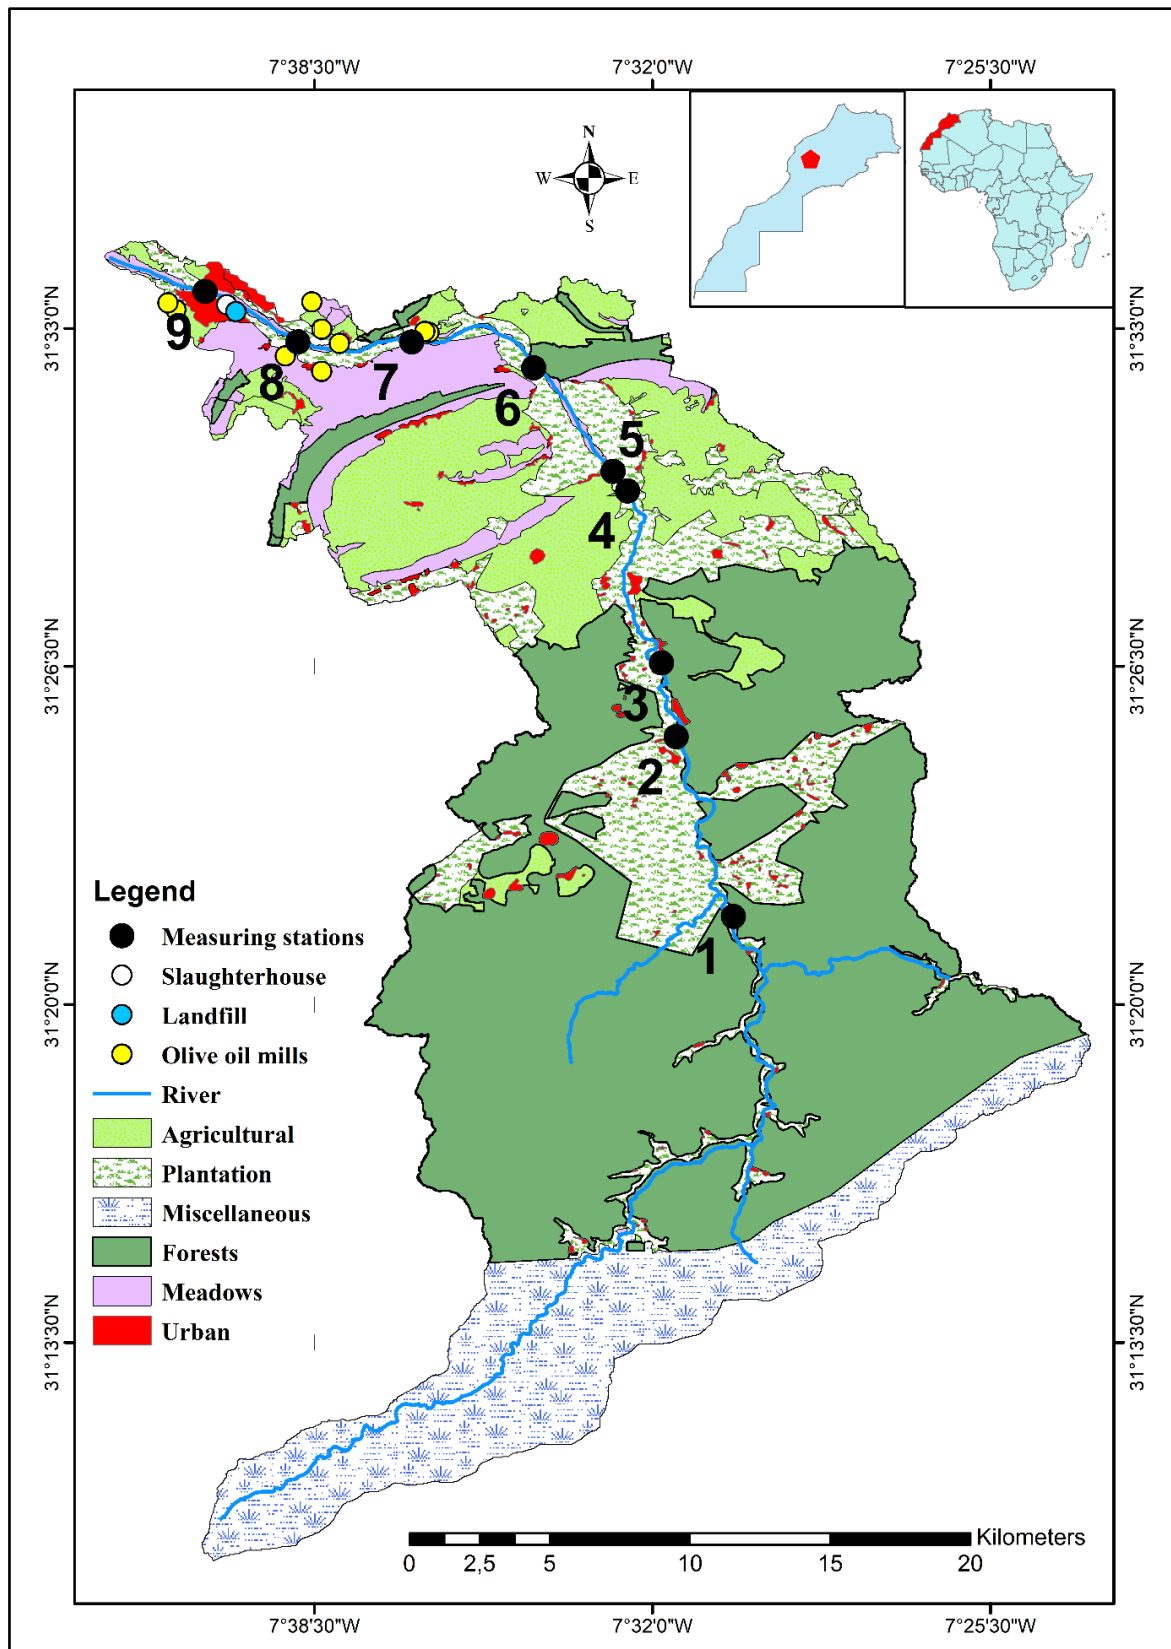 7°38'30"W 7°32'0"W 7°25'30"W
N
W E
S
31°33'0"N 31°33'0"N
9
8
7
6
5
4
31°26'30"N 31°26'30"N
3
2
1
31°20'0"N 31°20'0"N
31°13'30"N 31°13'30"N
Legend
Measuring stations
Slaughterhouse
Landfill
Olive oil mills
River
Agricultural
Plantation
Miscellaneous
Forests
Meadows
Urban
Kilometers
0 2,5 5 10 15 20
7°38'30"W 7°32'0"W 7°25'30"W